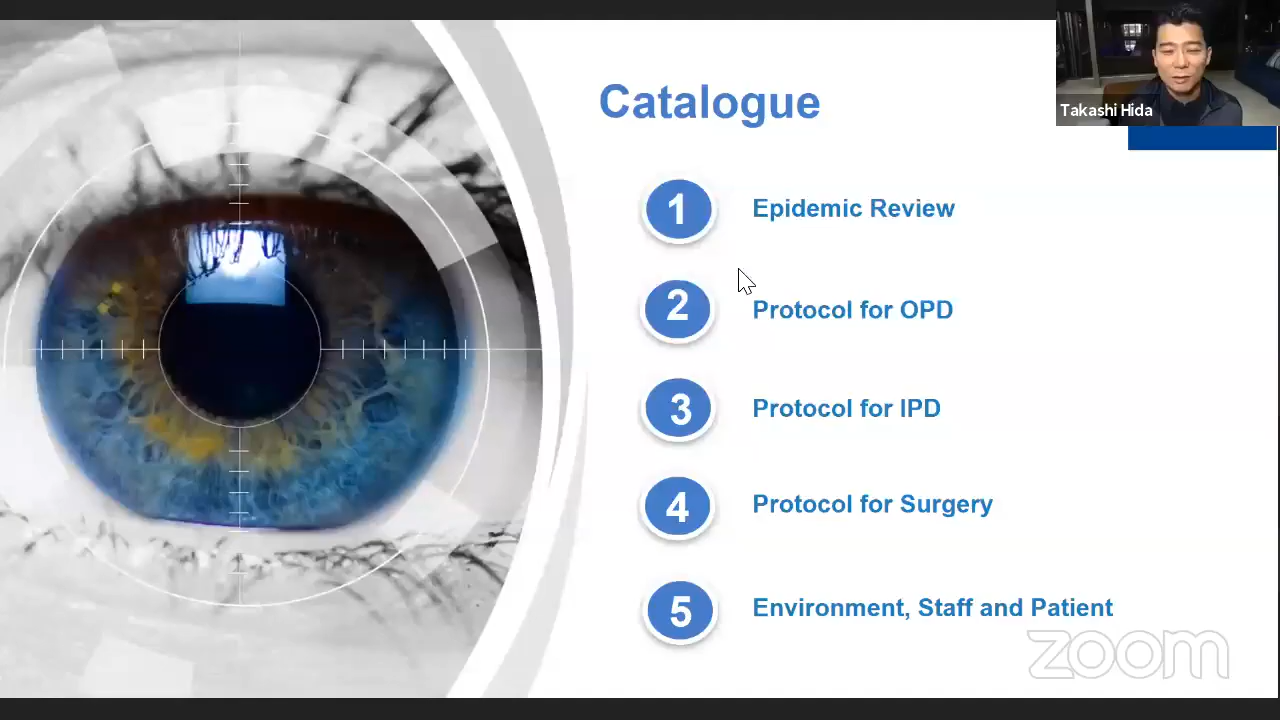 Catalogue
Takashi Hida
1 Epidemic Review
2 Protocol for OPD
3 Protocol for IPD
4 Protocol for Surgery
5 Environment, Staff and Patient
zoom